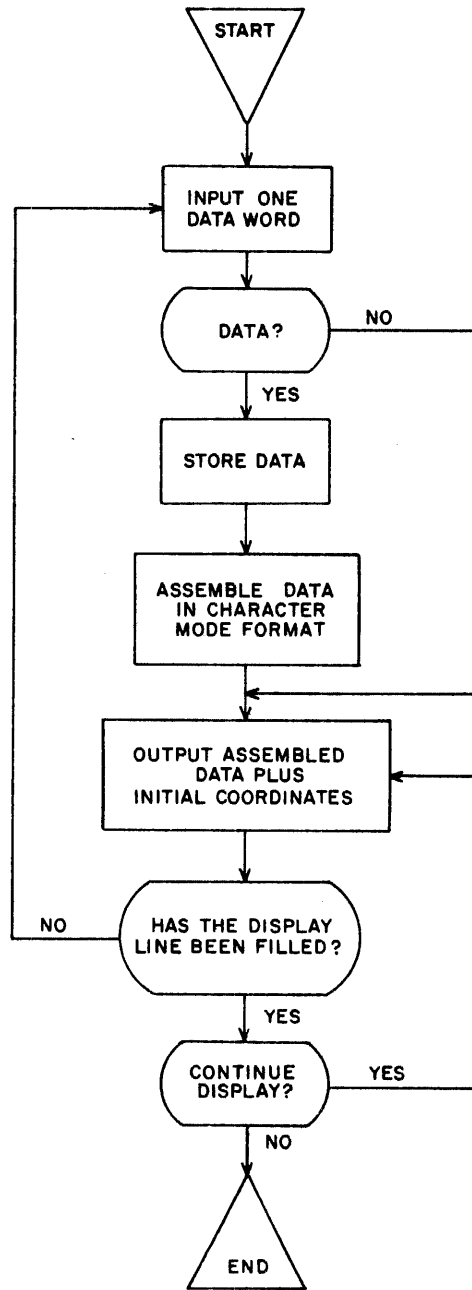 START
INPUT ONE
DATA WORD
DATA?
NO
YES
STORE DATA
ASSEMBLE DATA
IN CHARACTER
MODE FORMAT
OUTPUT ASSEMBLED
DATA PLUS
INITIAL COORDINATES
NO
HAS THE DISPLAY
LINE BEEN FILLED?
YES
CONTINUE
DISPLAY?
YES
NO
END